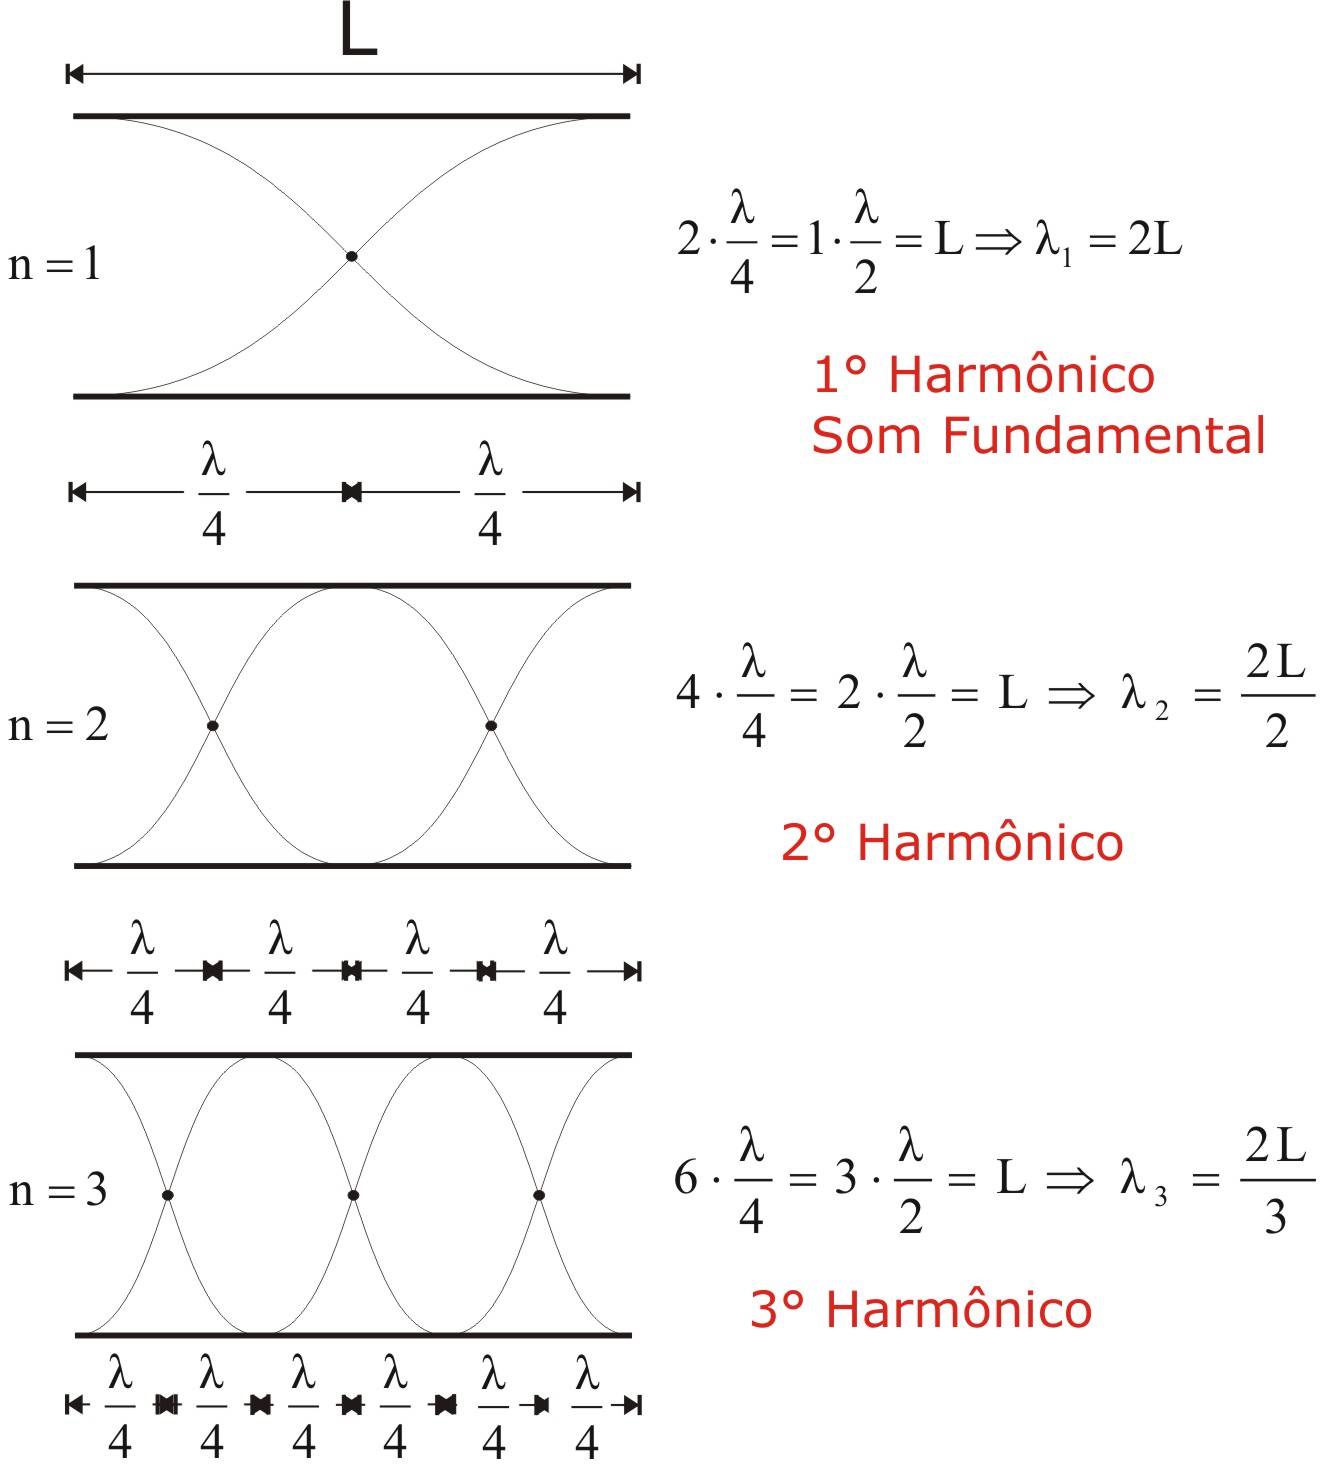 L
n = 1
2 · λ/4 = 1 · λ/2 = L ⇒ λ₁ = 2L
1° Harmônico
Som Fundamental
λ/4 λ/4
n = 2
4 · λ/4 = 2 · λ/2 = L ⇒ λ₂ = 2L/2
2° Harmônico
λ/4 λ/4 λ/4 λ/4
n = 3
6 · λ/4 = 3 · λ/2 = L ⇒ λ₃ = 2L/3
3° Harmônico
λ/4 λ/4 λ/4 λ/4 λ/4 λ/4